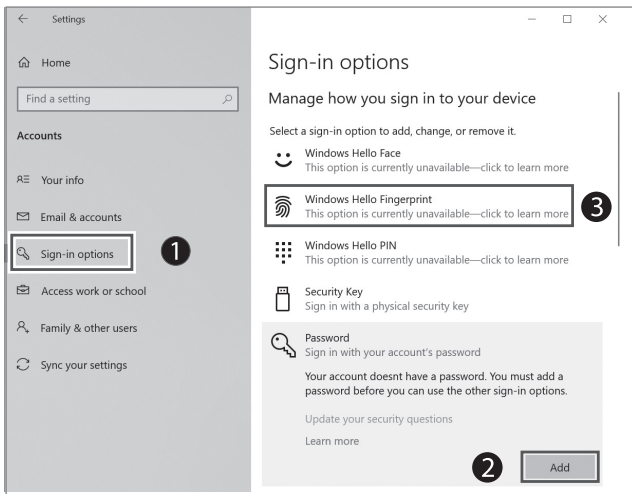 Settings
Home
Find a setting
Accounts
Your info
Email & accounts
Sign-in options
1
Access work or school
Family & other users
Sync your settings
Sign-in options
Manage how you sign in to your device
Select a sign-in option to add, change, or remove it.
Windows Hello Face
This option is currently unavailable—click to learn more
Windows Hello Fingerprint
This option is currently unavailable—click to learn more
3
Windows Hello PIN
This option is currently unavailable—click to learn more
Security Key
Sign in with a physical security key
Password
Sign in with your account's password
Your account doesnt have a password. You must add a
password before you can use the other sign-in options.
Update your security questions
Learn more
2
Add